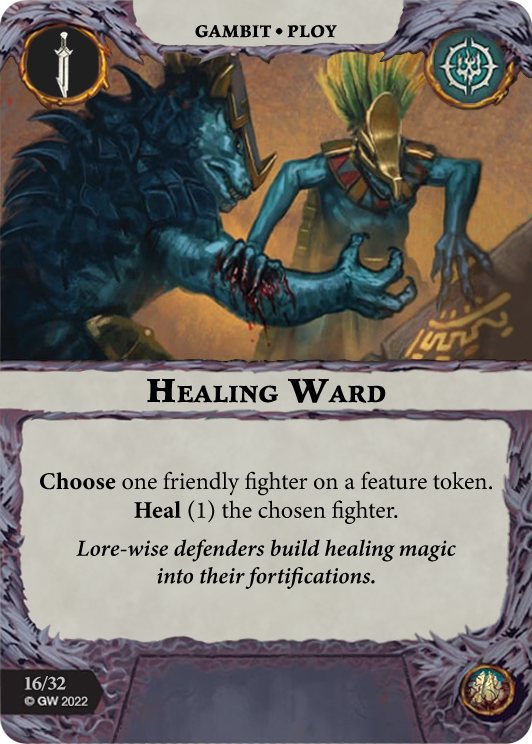 GAMBIT • PLOY
HEALING WARD
Choose one friendly fighter on a feature token.
Heal (1) the chosen fighter.
Lore-wise defenders build healing magic
into their fortifications.
16/32
© GW 2022